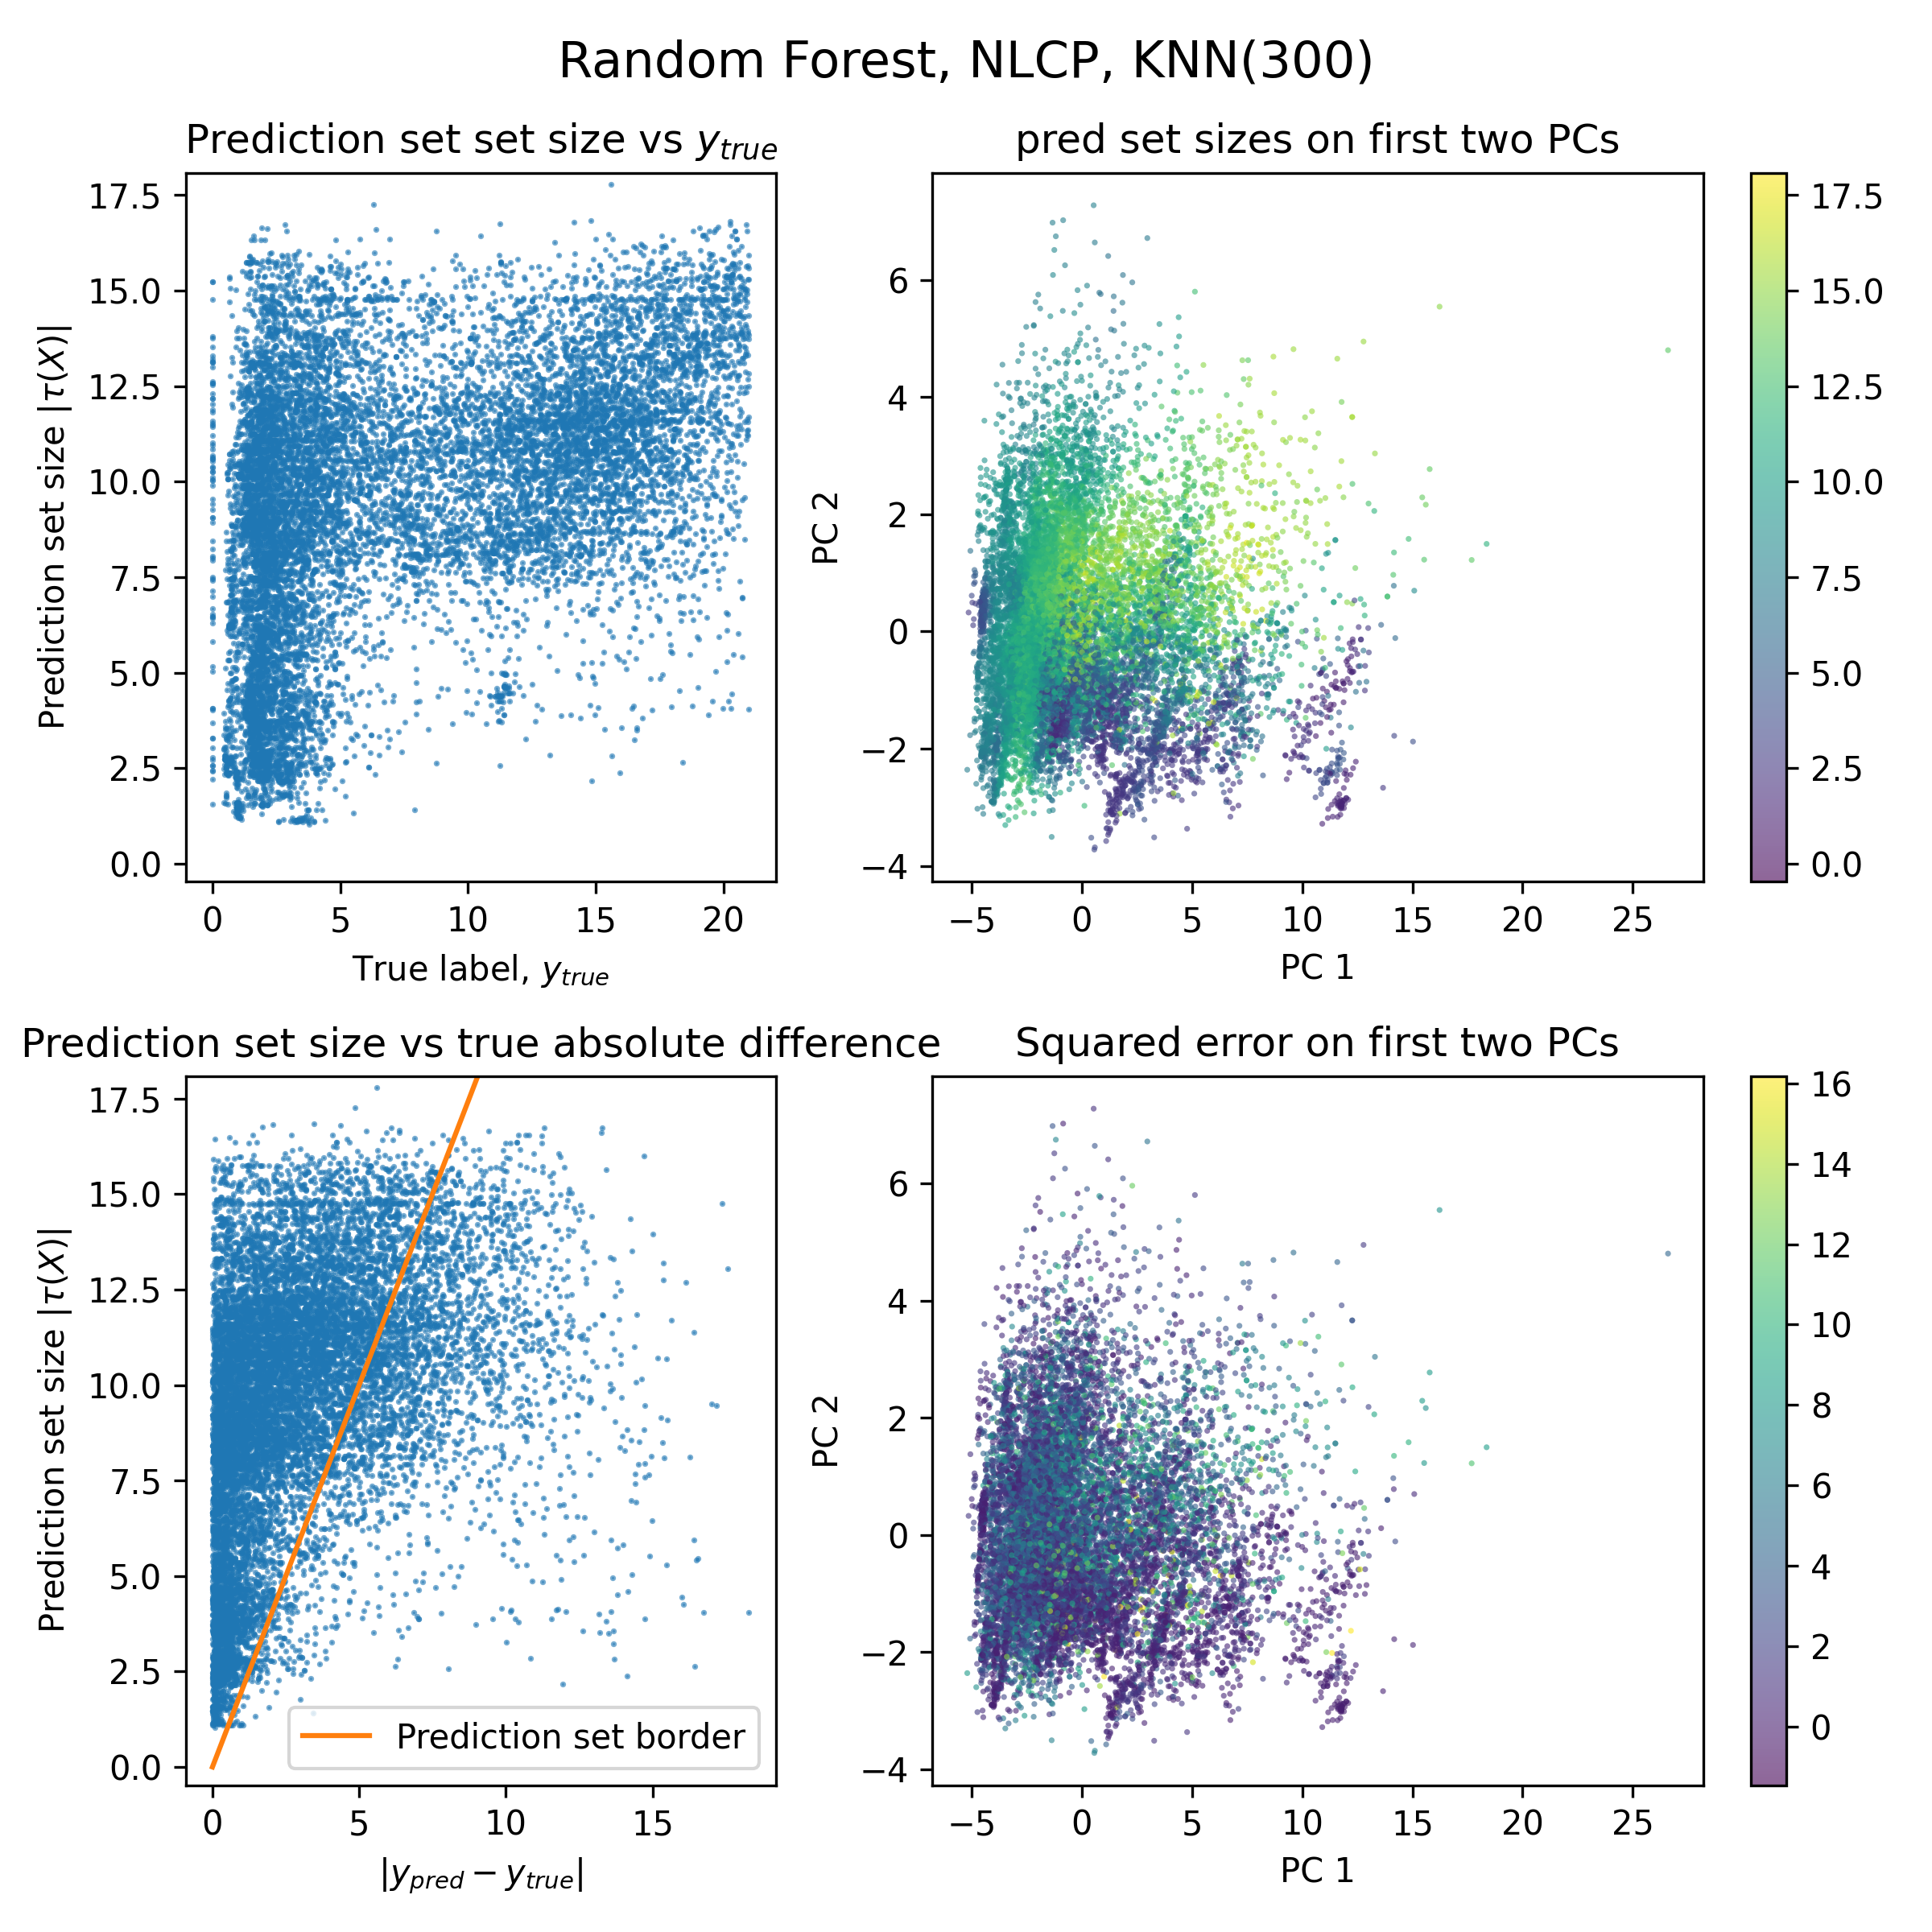 Random Forest, NLCP, KNN(300)
Prediction set set size vs y_true
17.5
15.0
12.5
10.0
7.5
5.0
2.5
0.0
Prediction set size |τ(X)|
0 5 10 15 20
True label, y_true
pred set sizes on first two PCs
6
4
2
0
−2
−4
PC 2
−5 0 5 10 15 20 25
PC 1
17.5
15.0
12.5
10.0
7.5
5.0
2.5
0.0
Prediction set size vs true absolute difference
17.5
15.0
12.5
10.0
7.5
5.0
2.5
0.0
Prediction set size |τ(X)|
Prediction set border
0 5 10 15
|y_pred − y_true|
Squared error on first two PCs
6
4
2
0
−2
−4
PC 2
−5 0 5 10 15 20 25
PC 1
16
14
12
10
8
6
4
2
0